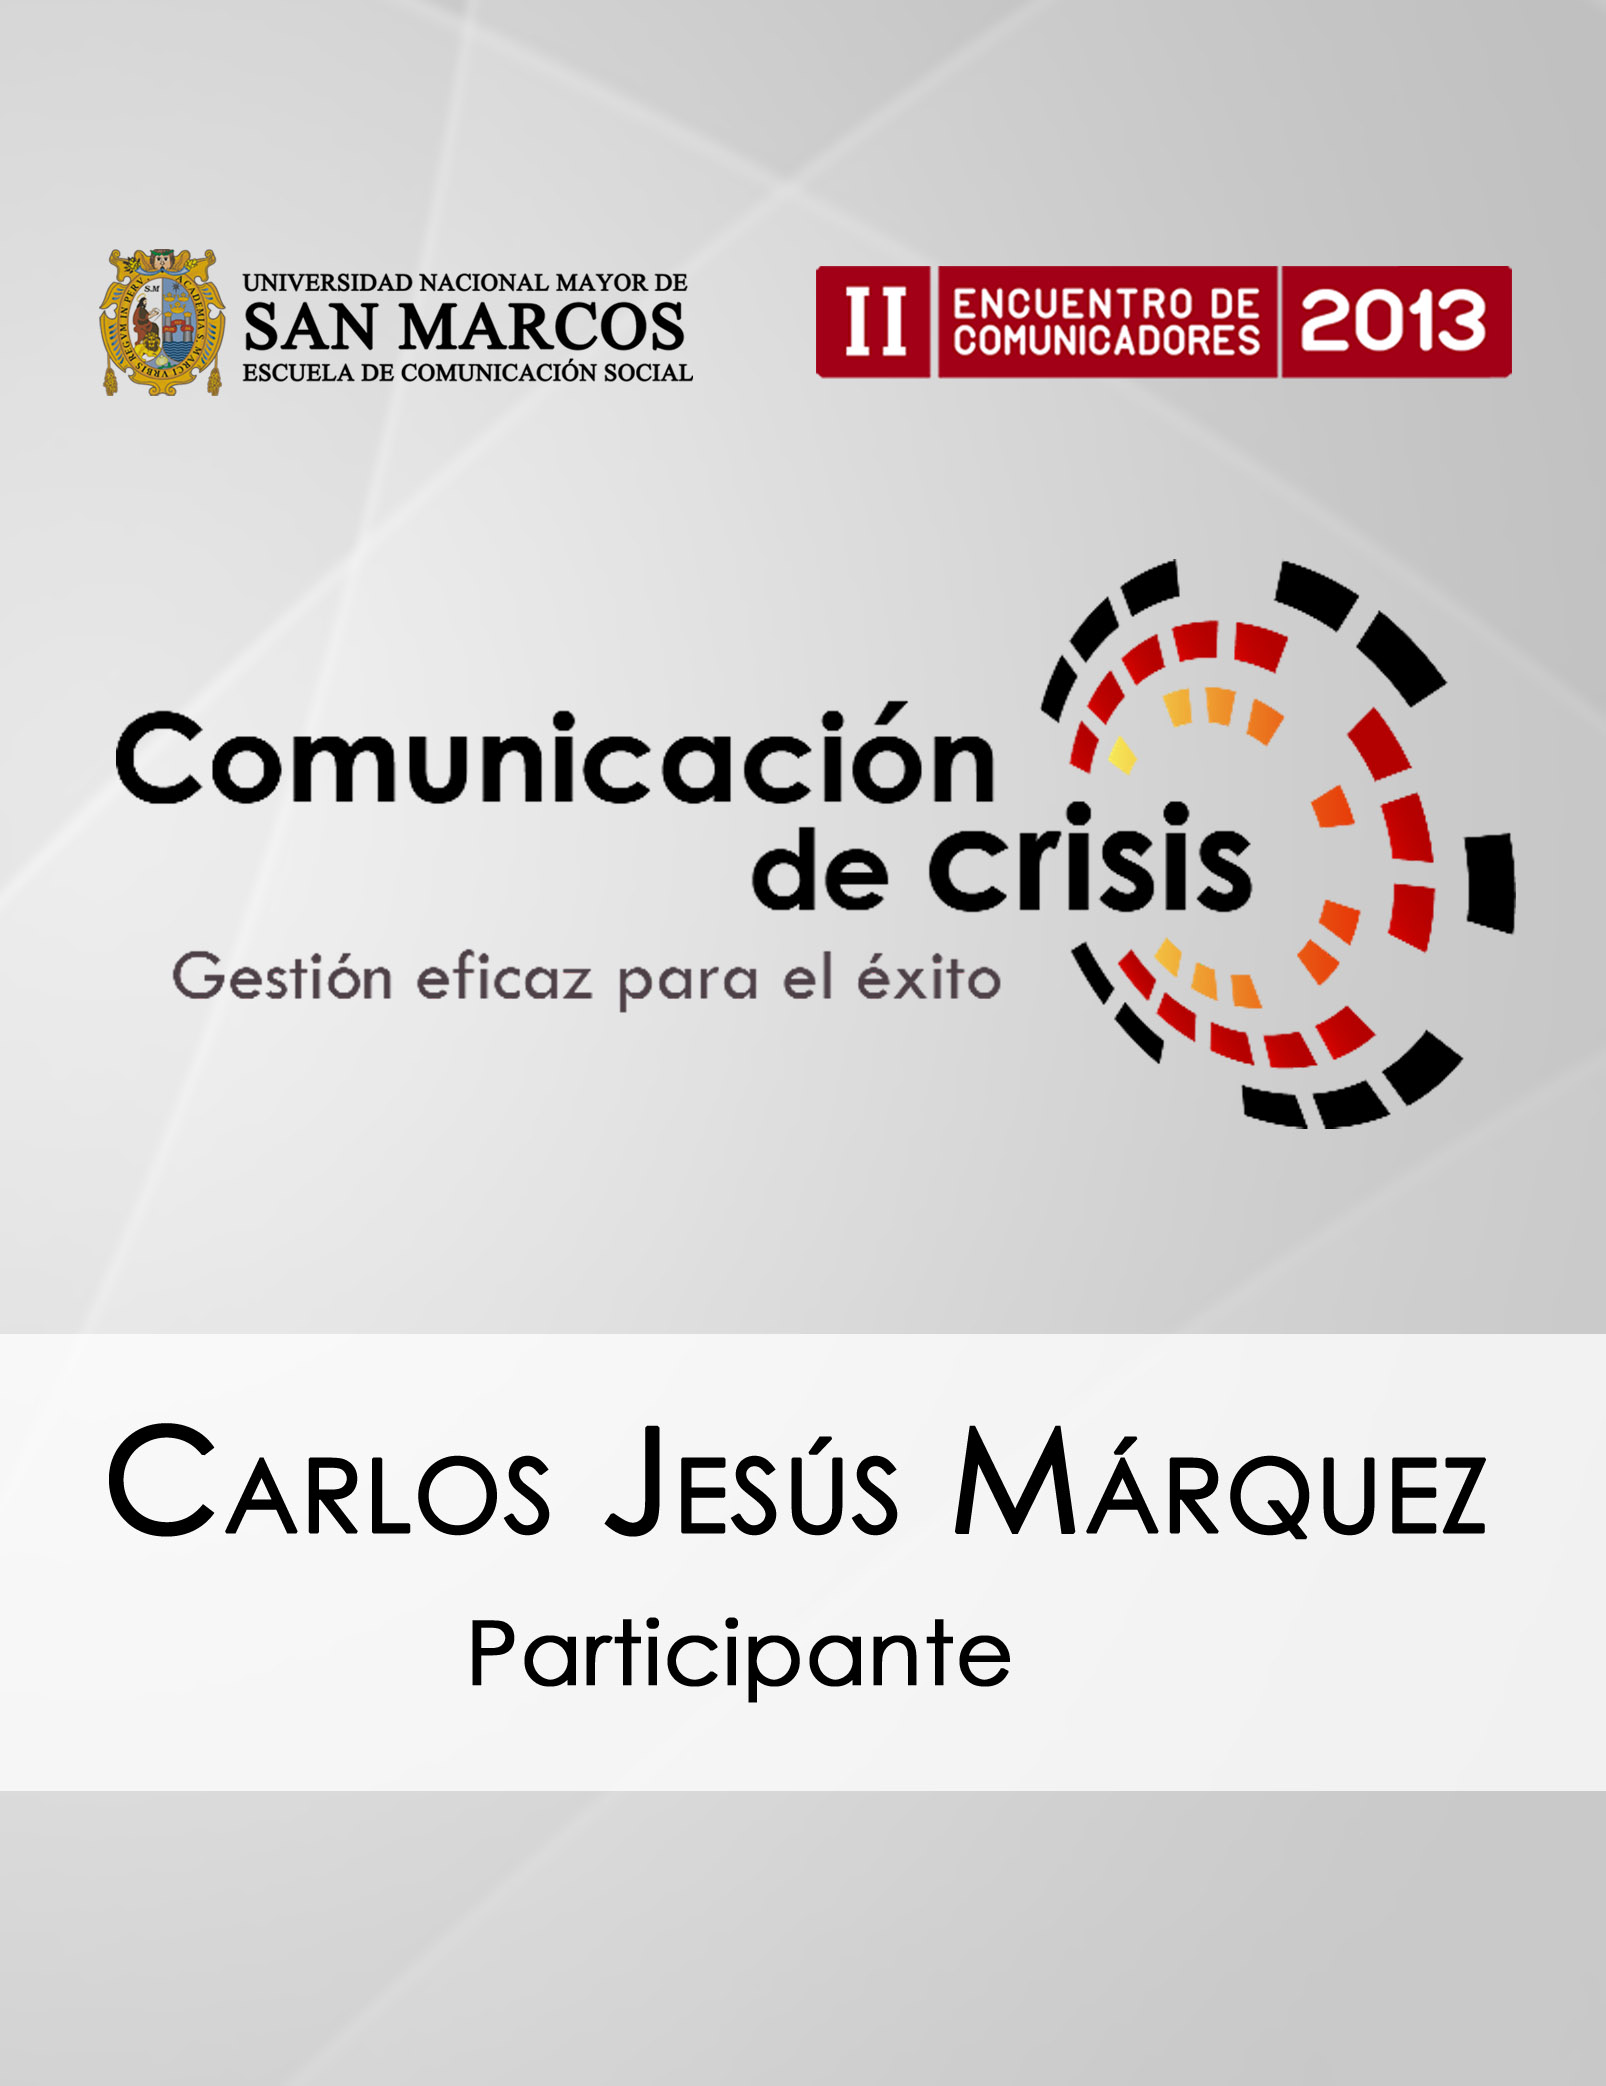 UNIVERSIDAD NACIONAL MAYOR DE
SAN MARCOS
ESCUELA DE COMUNICACIÓN SOCIAL
II
ENCUENTRO DE
COMUNICADORES
2013
Comunicación
de crisis
Gestión eficaz para el éxito
CARLOS JESÚS MÁRQUEZ
Participante